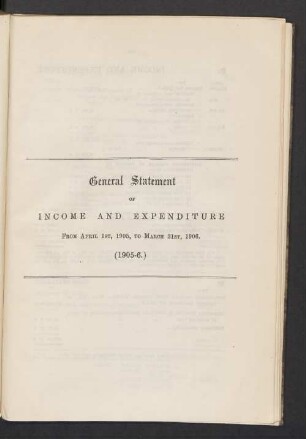 General Statement
OF
INCOME AND EXPENDITURE
FROM APRIL 1ST, 1905, TO MARCH 31ST, 1906.
(1905-6.)